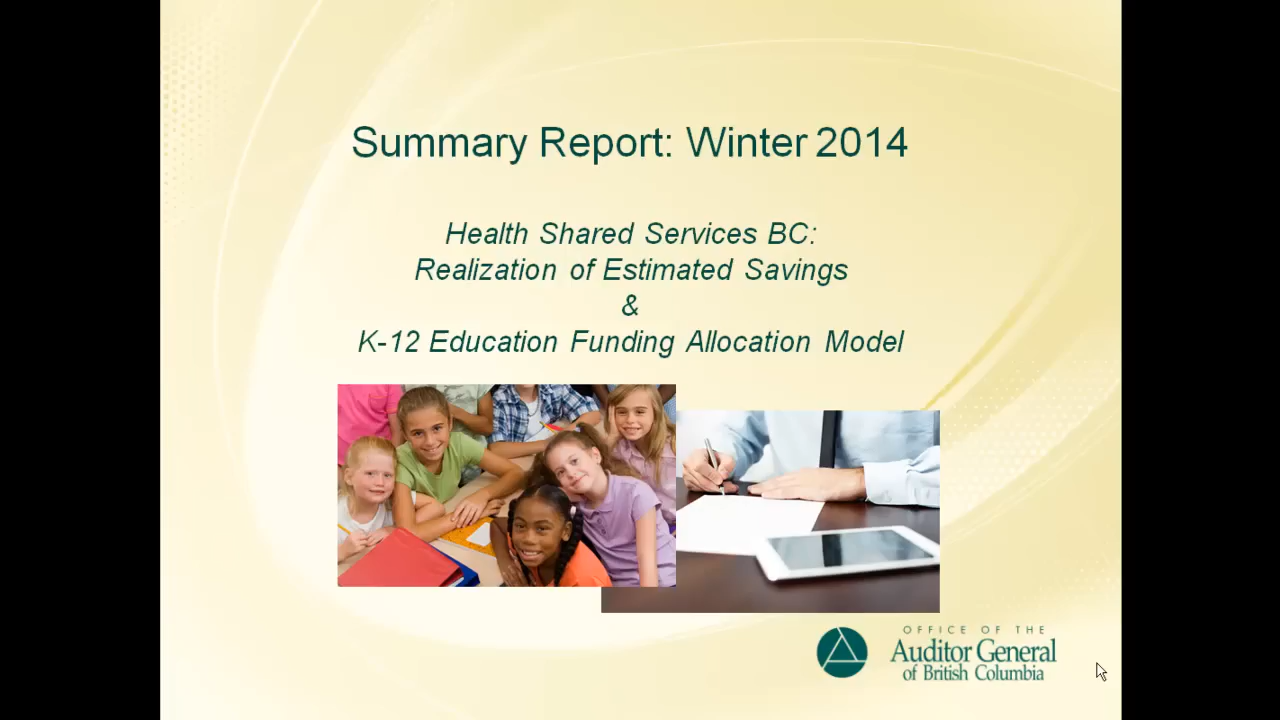 Summary Report: Winter 2014
Health Shared Services BC:
Realization of Estimated Savings
&
K-12 Education Funding Allocation Model
OFFICE OF THE
Auditor General
of British Columbia